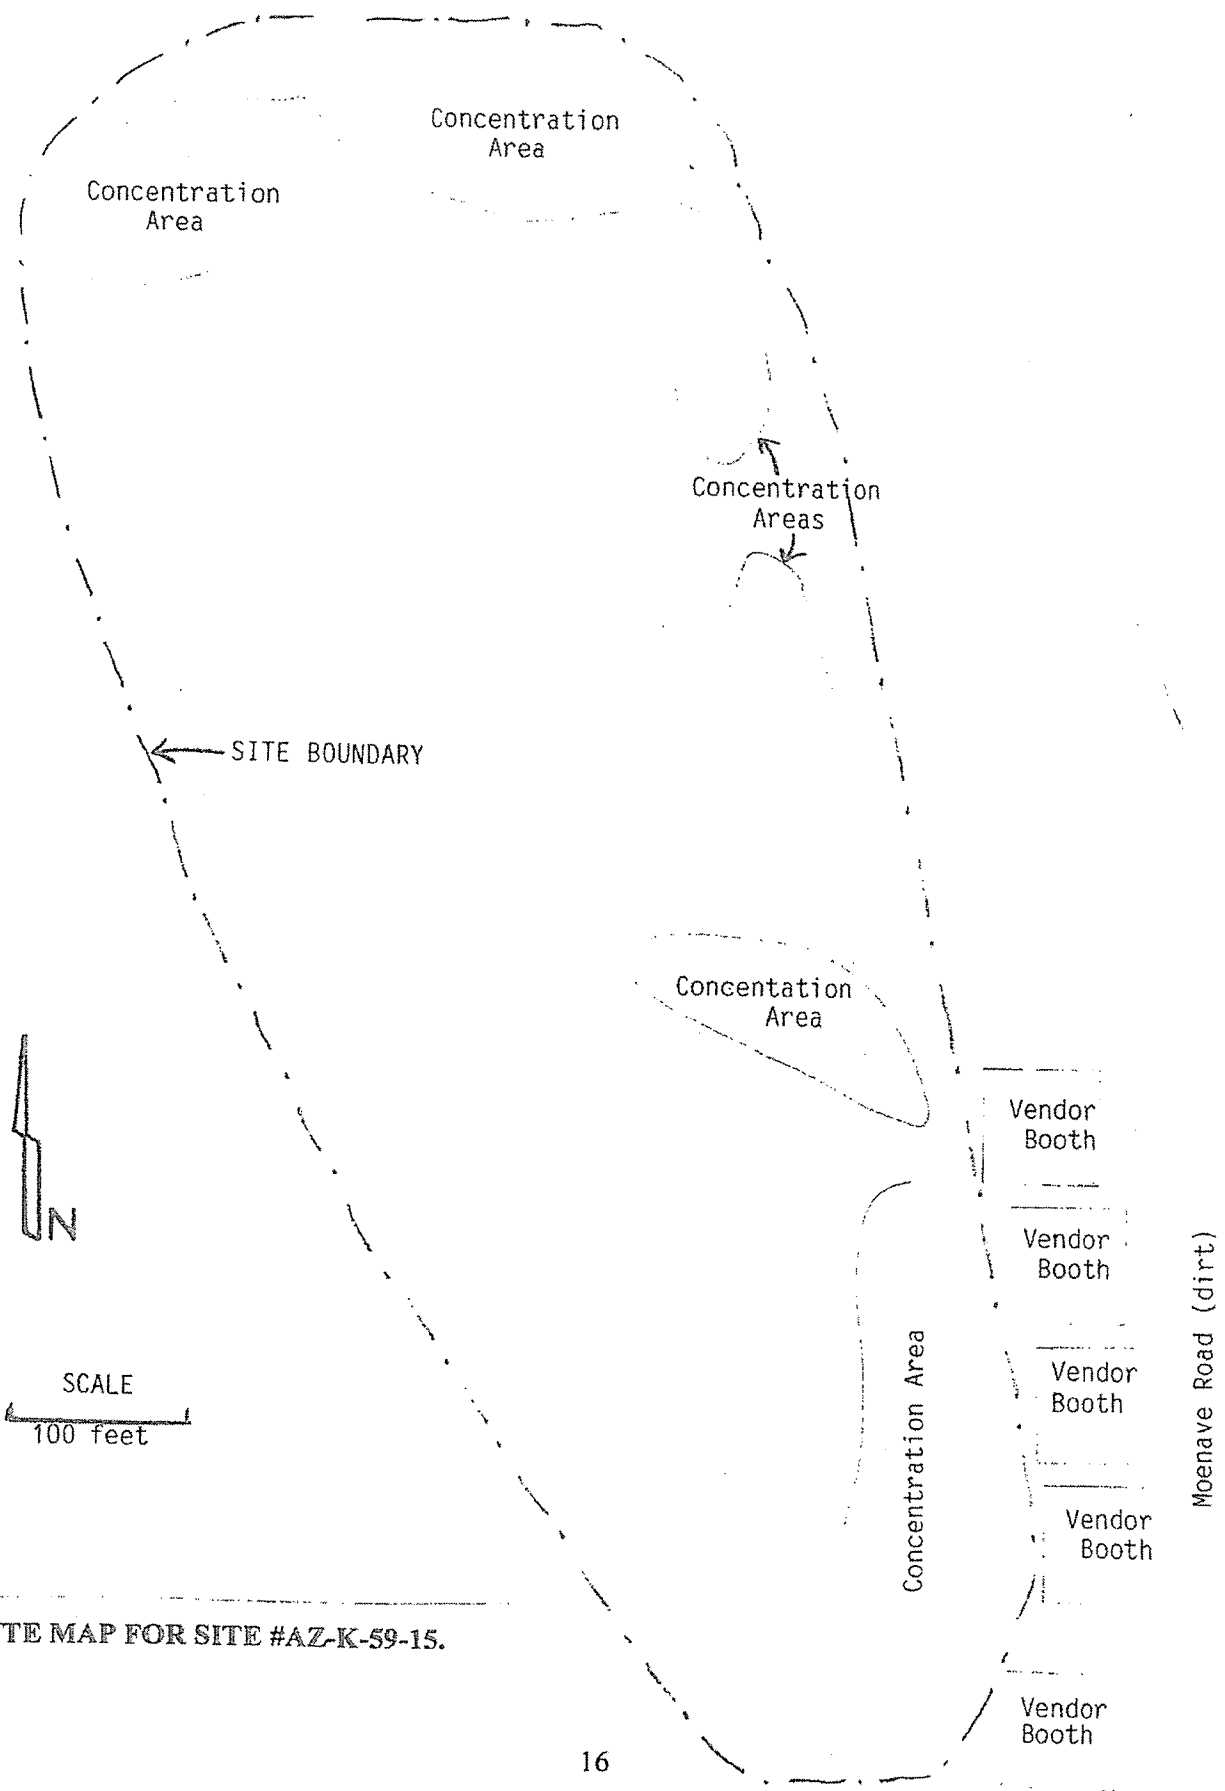 Concentration
Area
Concentration
Area
Concentration
Areas
SITE BOUNDARY
Concentation
Area
Vendor
Booth
N
Vendor
Booth
Moenave Road (dirt)
SCALE
100 feet
Concentration Area
Vendor
Booth
Vendor
Booth
TE MAP FOR SITE #AZ-K-59-15.
Vendor
Booth
16